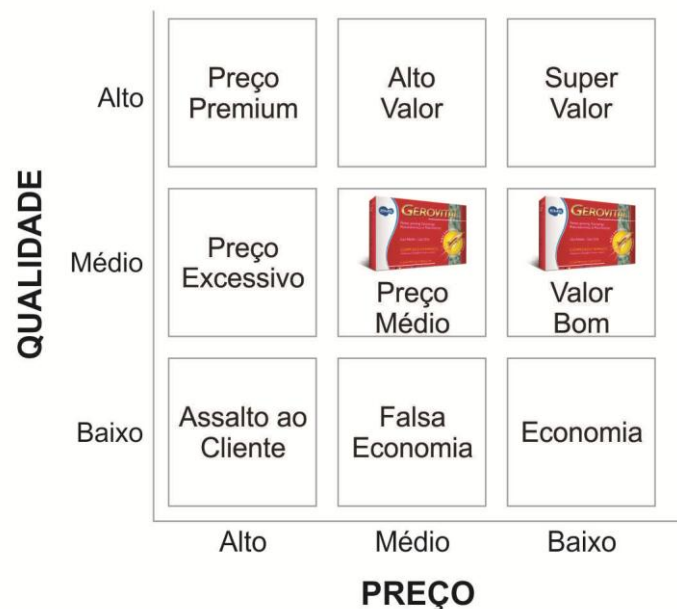 Alto
Preço
Premium
Alto
Valor
Super
Valor
QUALIDADE
Médio
Preço
Excessivo
GEROVITAL
Preço
Médio
GEROVITAL
Valor
Bom
Baixo
Assalto ao
Cliente
Falsa
Economia
Economia
Alto
Médio
Baixo
PREÇO